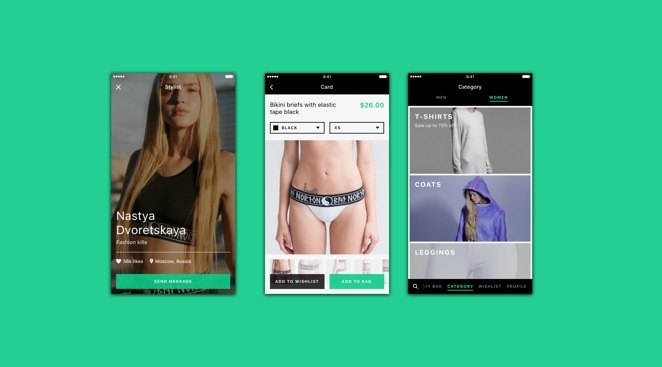 9:41
Stylist
Nastya
Dvoretskaya
Fashion killa
38k likes
Moscow, Russia
SEND MESSAGE
9:41
Card
Bikini briefs with elastic
tape black
$26.00
BLACK
XS
BAD NORTON
ADD TO WISHLIST
ADD TO BAG
9:41
Category
MEN
WOMEN
T-SHIRTS
Sale up to 70% off
COATS
LEGGINGS
BAG
CATEGORY
WISHLIST
PROFILE